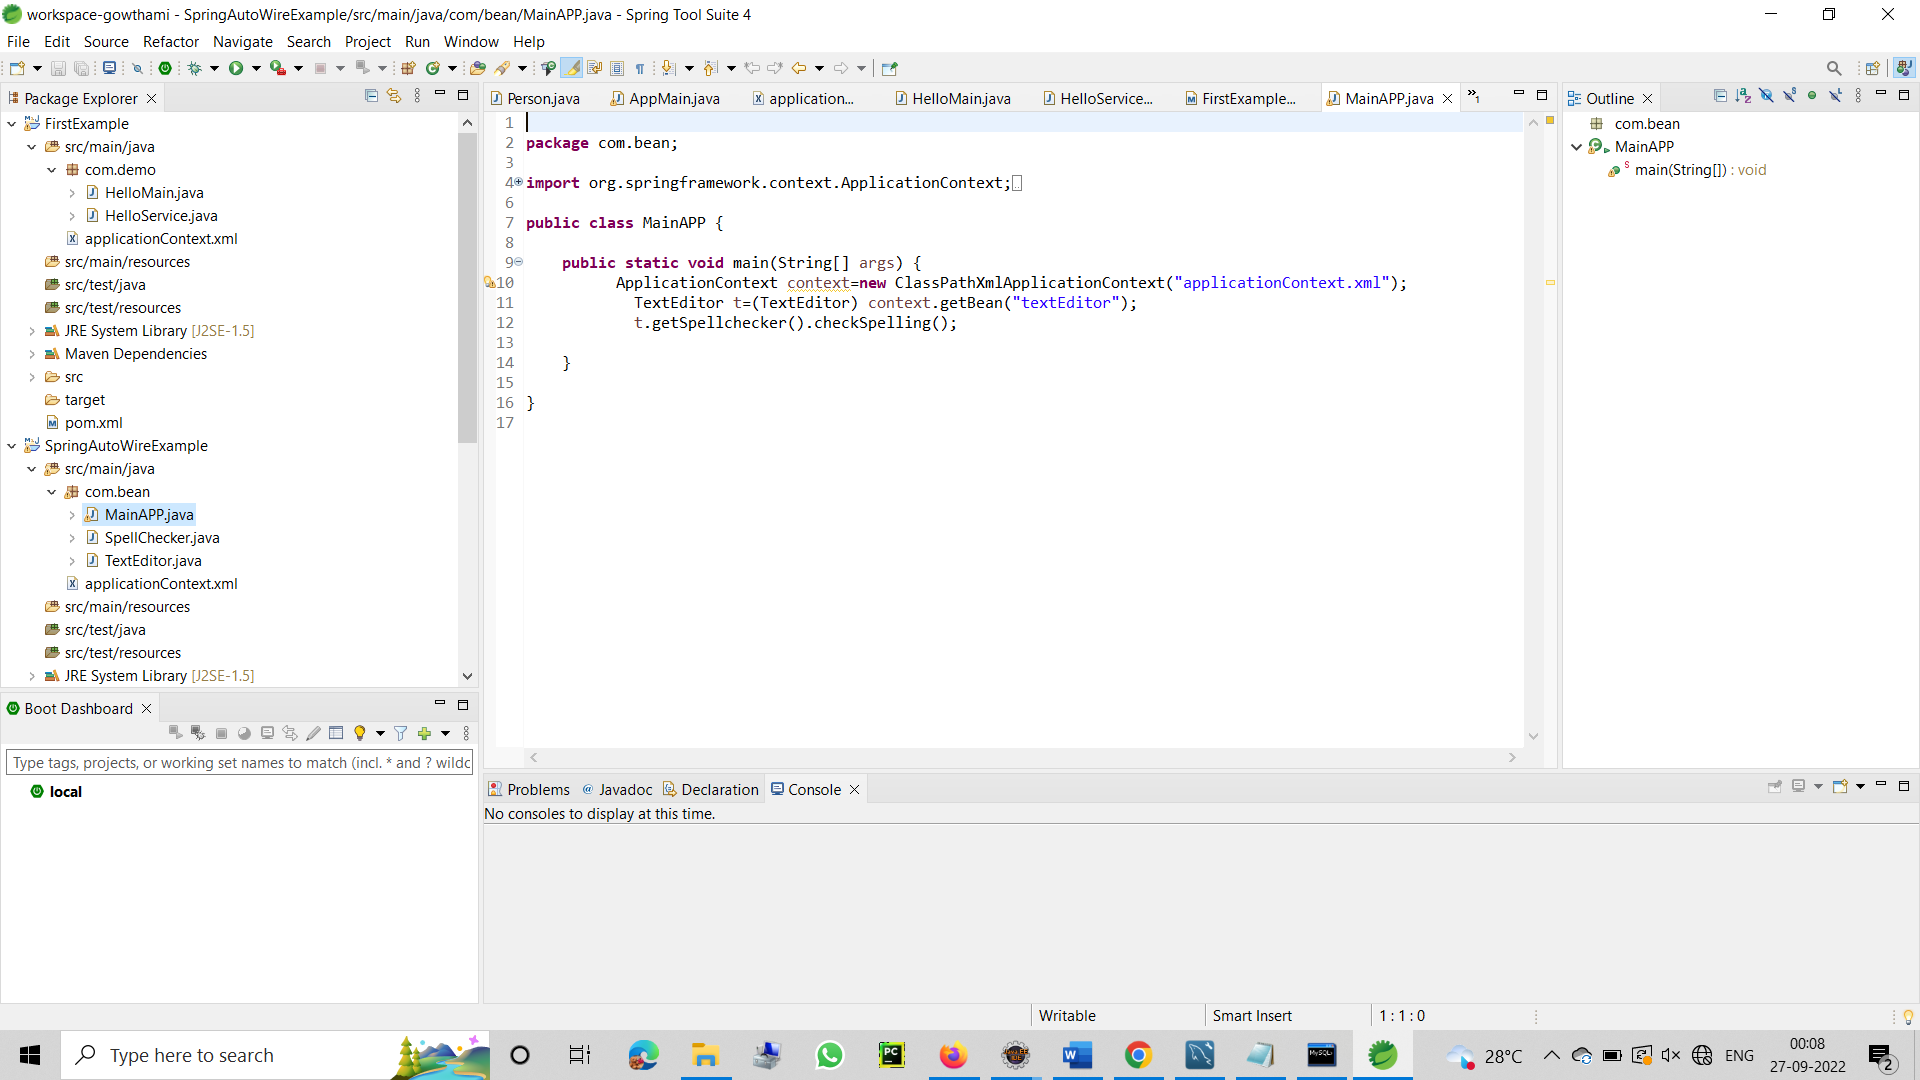 workspace-gowthami - SpringAutoWireExample/src/main/java/com/bean/MainAPP.java - Spring Tool Suite 4
File Edit Source Refactor Navigate Search Project Run Window Help
Package Explorer
FirstExample
src/main/java
com.demo
HelloMain.java
HelloService.java
applicationContext.xml
src/main/resources
src/test/java
src/test/resources
JRE System Library [J2SE-1.5]
Maven Dependencies
src
target
pom.xml
SpringAutoWireExample
src/main/java
com.bean
MainAPP.java
SpellChecker.java
TextEditor.java
applicationContext.xml
src/main/resources
src/test/java
src/test/resources
JRE System Library [J2SE-1.5]
Boot Dashboard
Type tags, projects, or working set names to match (incl. * and ? wildc
local
Person.java AppMain.java application... HelloMain.java HelloService... FirstExample... MainAPP.java »1
1
2 package com.bean;
3
4 import org.springframework.context.ApplicationContext;
6
7 public class MainAPP {
8
9 public static void main(String[] args) {
10 ApplicationContext context=new ClassPathXmlApplicationContext("applicationContext.xml");
11 TextEditor t=(TextEditor) context.getBean("textEditor");
12 t.getSpellchecker().checkSpelling();
13
14 }
15
16 }
17
Outline
com.bean
MainAPP
main(String[]) : void
Problems @ Javadoc Declaration Console
No consoles to display at this time.
Writable Smart Insert 1 : 1 : 0
Type here to search
PC
Java EE IDE
W
MySQL
28°C ENG
00:08
27-09-2022
2